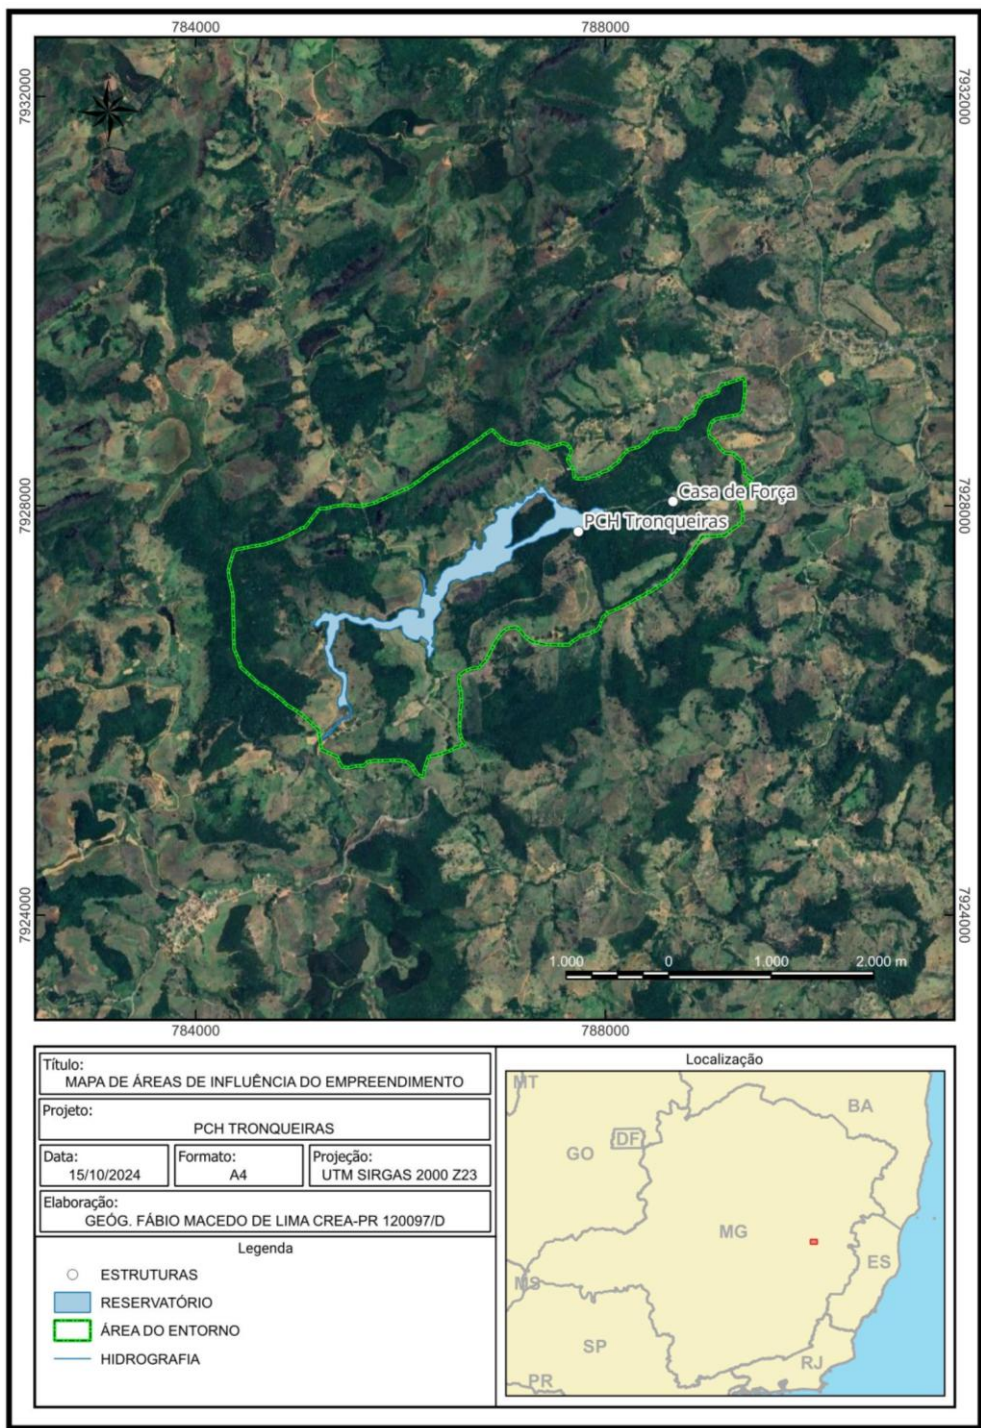 784000
788000
7932000
7932000
Casa de Força
PCH Tronqueiras
7928000
7928000
7924000
7924000
1.000 0 1.000 2.000 m
784000
788000
Título:
MAPA DE ÁREAS DE INFLUÊNCIA DO EMPREENDIMENTO
Projeto:
PCH TRONQUEIRAS
Data:
15/10/2024
Formato:
A4
Projeção:
UTM SIRGAS 2000 Z23
Elaboração:
GEÓG. FÁBIO MACEDO DE LIMA CREA-PR 120097/D
Legenda
ESTRUTURAS
RESERVATÓRIO
ÁREA DO ENTORNO
HIDROGRAFIA
Localização
MT
BA
DF
GO
MG
ES
MS
SP
RJ
PR